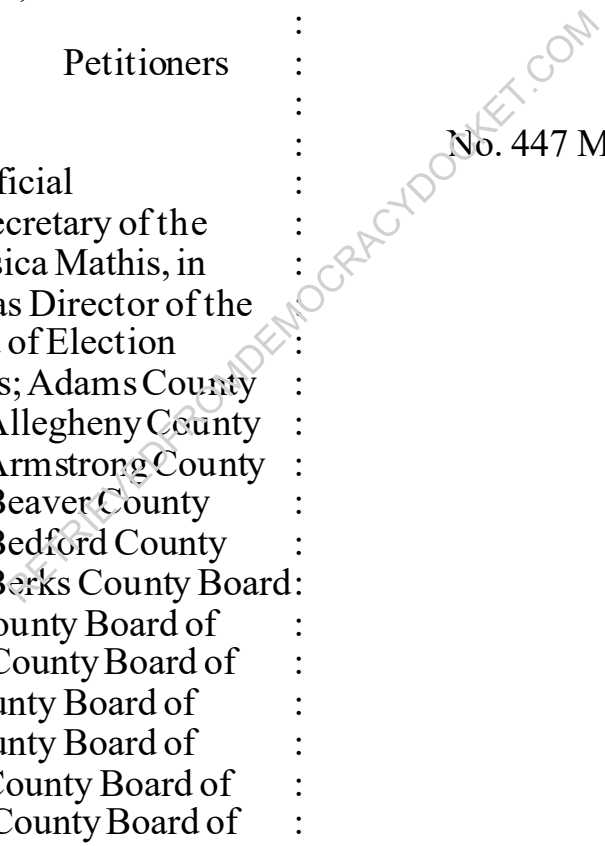 :
Petitioners :
:
: No. 447 M
ficial :
ecretary of the :
sica Mathis, in :
as Director of the :
of Election :
s; Adams County :
Allegheny County :
Armstrong County :
Beaver County :
Bedford County :
Berks County Board:
ounty Board of :
County Board of :
unty Board of :
unty Board of :
County Board of :
County Board of :
RETRIEVEDFROMDEMOCRACYDOCKET.COM